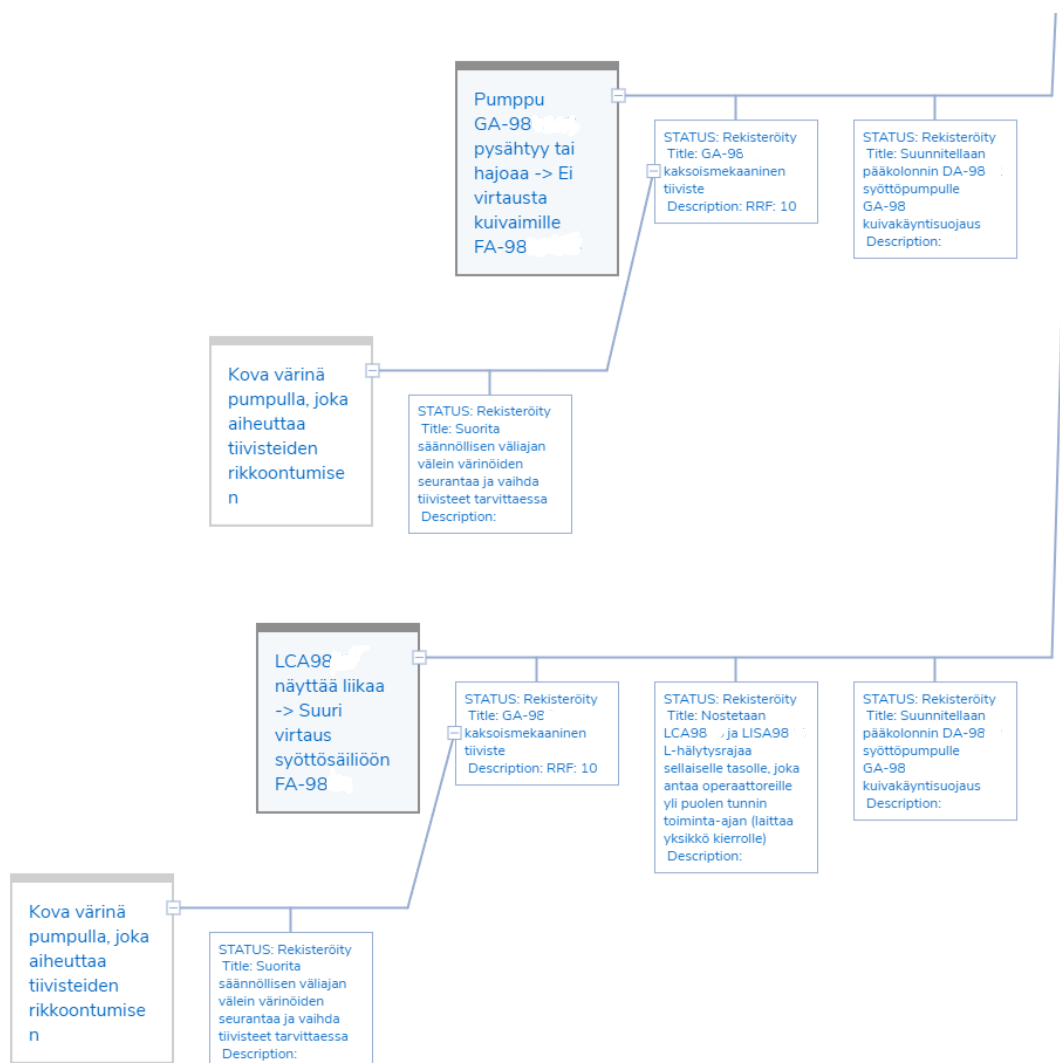 Pumppu
GA-98
pysähtyy tai
hajoaa -> Ei
virtausta
kuivaimille
FA-98
STATUS: Rekisteröity
Title: GA-98
kaksoismekaaninen
tiiviste
Description: RRF: 10
STATUS: Rekisteröity
Title: Suunnitellaan
pääkolonnin DA-98
syöttöpumpulle
GA-98
kuivakäyntisuojaus
Description:
Kova värinä
pumpulla, joka
aiheuttaa
tiivisteiden
rikkoontumise
n
STATUS: Rekisteröity
Title: Suorita
säännöllisen väliajan
välein värinöiden
seurantaa ja vaihda
tiivisteet tarvittaessa
Description:
LCA98
näyttää liikaa
-> Suuri
virtaus
syöttösäiliöön
FA-98
STATUS: Rekisteröity
Title: GA-98
kaksoismekaaninen
tiiviste
Description: RRF: 10
STATUS: Rekisteröity
Title: Nostetaan
LCA98 ja LISA98
L-hälytysrajaa
sellaiselle tasolle, joka
antaa operaattoreille
yli puolen tunnin
toiminta-ajan (laittaa
yksikkö kierrolle)
Description:
STATUS: Rekisteröity
Title: Suunnitellaan
pääkolonnin DA-98
syöttöpumpulle
GA-98
kuivakäyntisuojaus
Description:
Kova värinä
pumpulla, joka
aiheuttaa
tiivisteiden
rikkoontumise
n
STATUS: Rekisteröity
Title: Suorita
säännöllisen väliajan
välein värinöiden
seurantaa ja vaihda
tiivisteet tarvittaessa
Description: